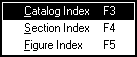 Catalog Index F3
Section Index F4
Figure Index F5